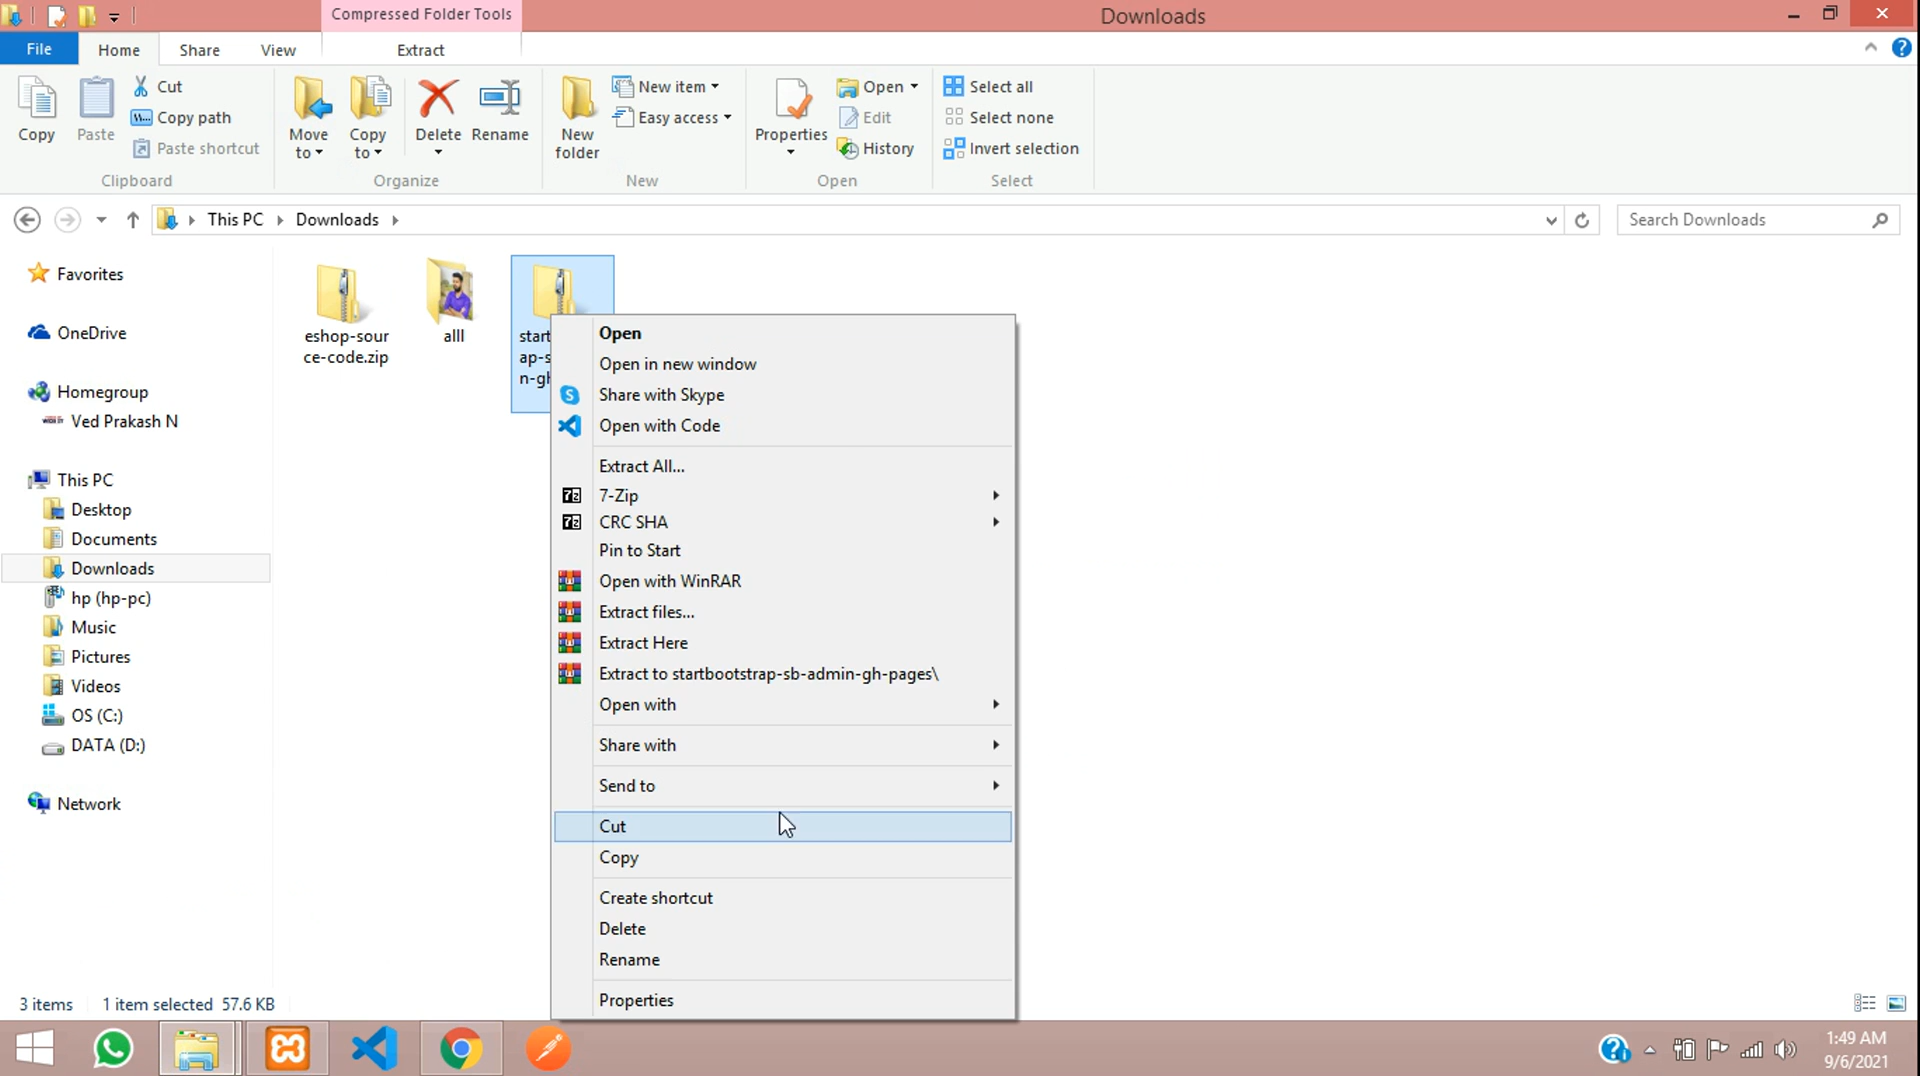 Compressed Folder Tools
Downloads
File
Home
Share
View
Extract
Copy
Paste
Cut
Copy path
Paste shortcut
Clipboard
Move to
Copy to
Delete
Rename
Organize
New folder
New item
Easy access
New
Properties
Open
Edit
History
Open
Select all
Select none
Invert selection
Select
This PC
Downloads
Search Downloads
Favorites
OneDrive
Homegroup
Ved Prakash N
This PC
Desktop
Documents
Downloads
hp (hp-pc)
Music
Pictures
Videos
OS (C:)
DATA (D:)
Network
eshop-sour
ce-code.zip
alll
start
ap-s
n-gh
Open
Open in new window
Share with Skype
Open with Code
Extract All...
7-Zip
CRC SHA
Pin to Start
Open with WinRAR
Extract files...
Extract Here
Extract to startbootstrap-sb-admin-gh-pages\
Open with
Share with
Send to
Cut
Copy
Create shortcut
Delete
Rename
Properties
3 items
1 item selected 57.6 KB
1:49 AM
9/6/2021